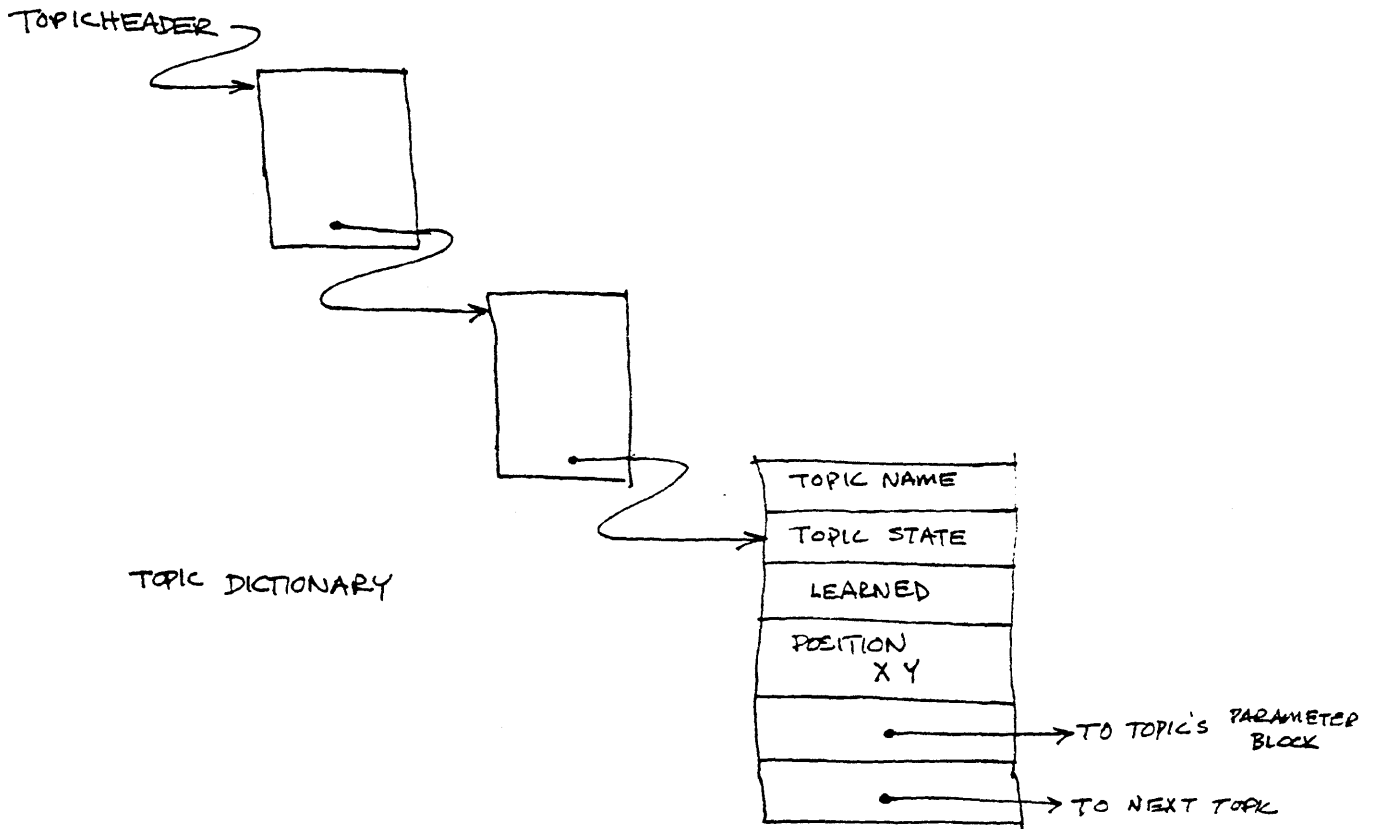 TOPICHEADER
TOPIC NAME
TOPIC STATE
TOPIC DICTIONARY
LEARNED
POSITION
X Y
TO TOPIC'S PARAMETER
BLOCK
TO NEXT TOPIC